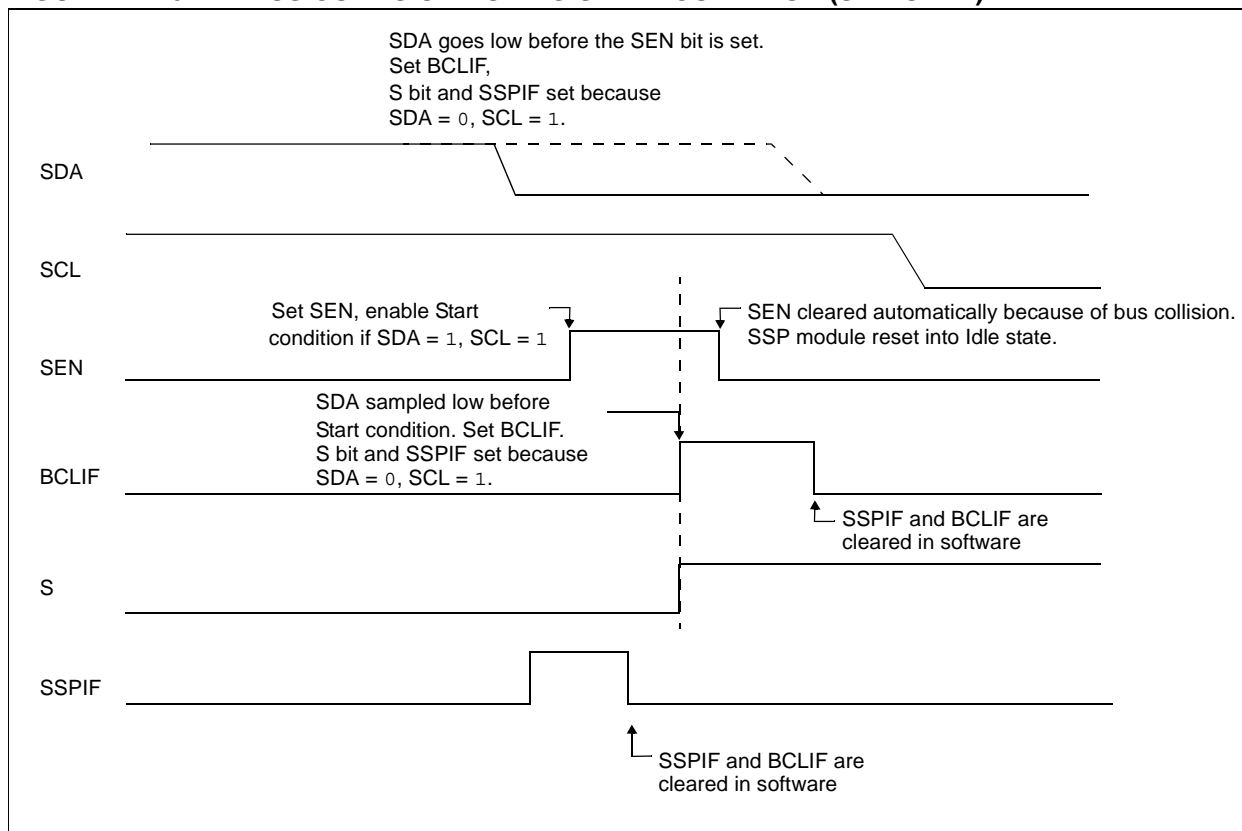 SDA goes low before the SEN bit is set.
Set BCLIF,
S bit and SSPIF set because
SDA = 0, SCL = 1.
SDA
SCL
Set SEN, enable Start
condition if SDA = 1, SCL = 1
SEN cleared automatically because of bus collision.
SSP module reset into Idle state.
SEN
SDA sampled low before
Start condition. Set BCLIF.
S bit and SSPIF set because
SDA = 0, SCL = 1.
BCLIF
SSPIF and BCLIF are
cleared in software
S
SSPIF
SSPIF and BCLIF are
cleared in software